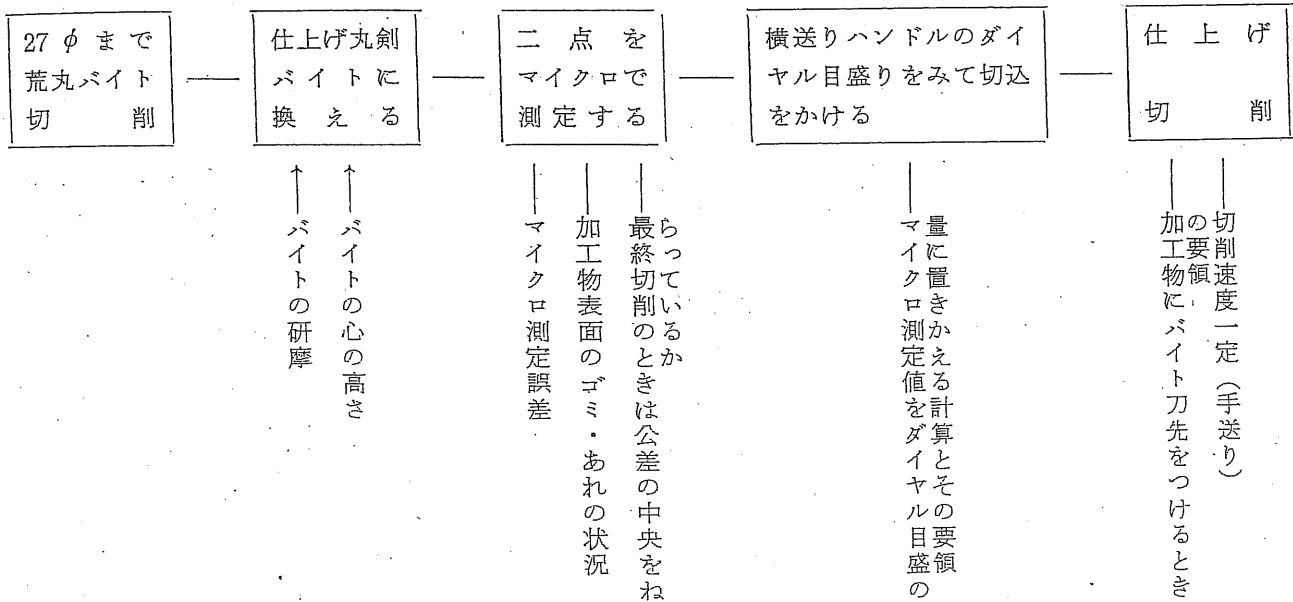 27φまで
荒丸バイト
切削
仕上げ丸剣
バイトに
換える
二点を
マイクロで
測定する
横送りハンドルのダイ
ヤル目盛りをみて切込
をかける
仕上げ
切削
バイトの心の高さ
バイトの研摩
最終切削のときは公差の中央をね
らっているか
加工物表面のゴミ・あれの状況
マイクロ測定誤差
マイクロ測定値をダイヤル目盛の
量に置きかえる計算とその要領
切削速度一定（手送り）
加工物にバイト刀先をつけるとき
の要領